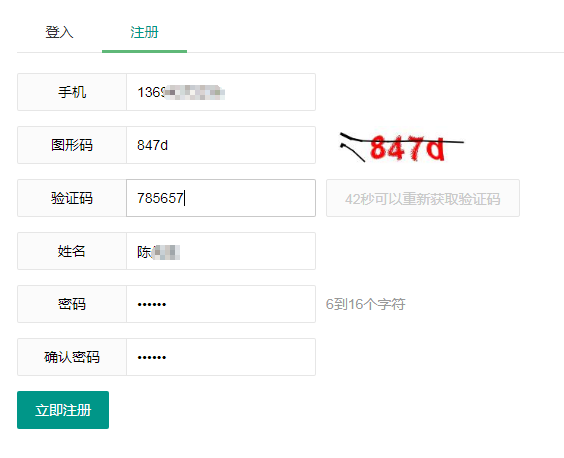 登入 注册
手机 1369
图形码 847d 847d
验证码 785657 42秒可以重新获取验证码
姓名 陈
密码 •••••• 6到16个字符
确认密码 ••••••
立即注册